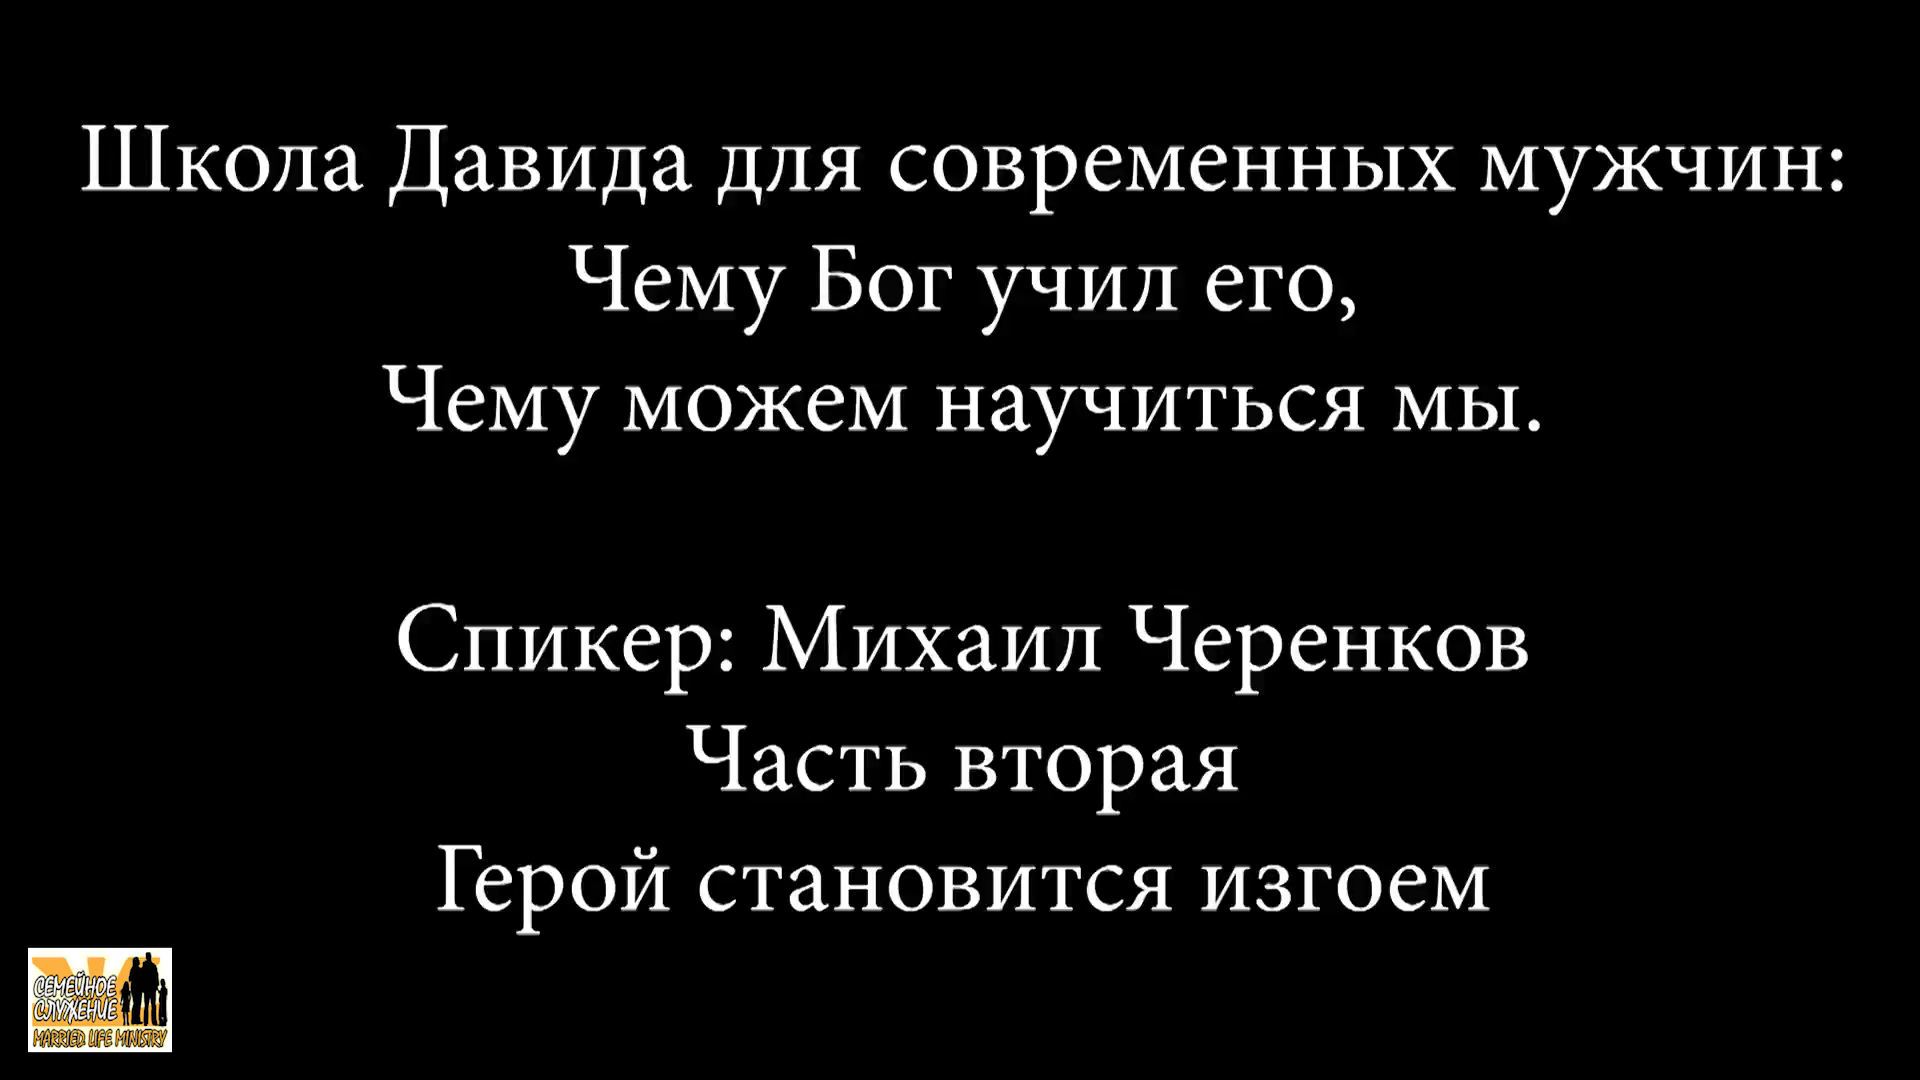 Школа Давида для современных мужчин:
Чему Бог учил его,
Чему можем научиться мы.
Спикер: Михаил Черенков
Часть вторая
Герой становится изгоем
СЕМЕЙНОЕ
СЛУЖЕНИЕ
MARRIED LIFE MINISTRY